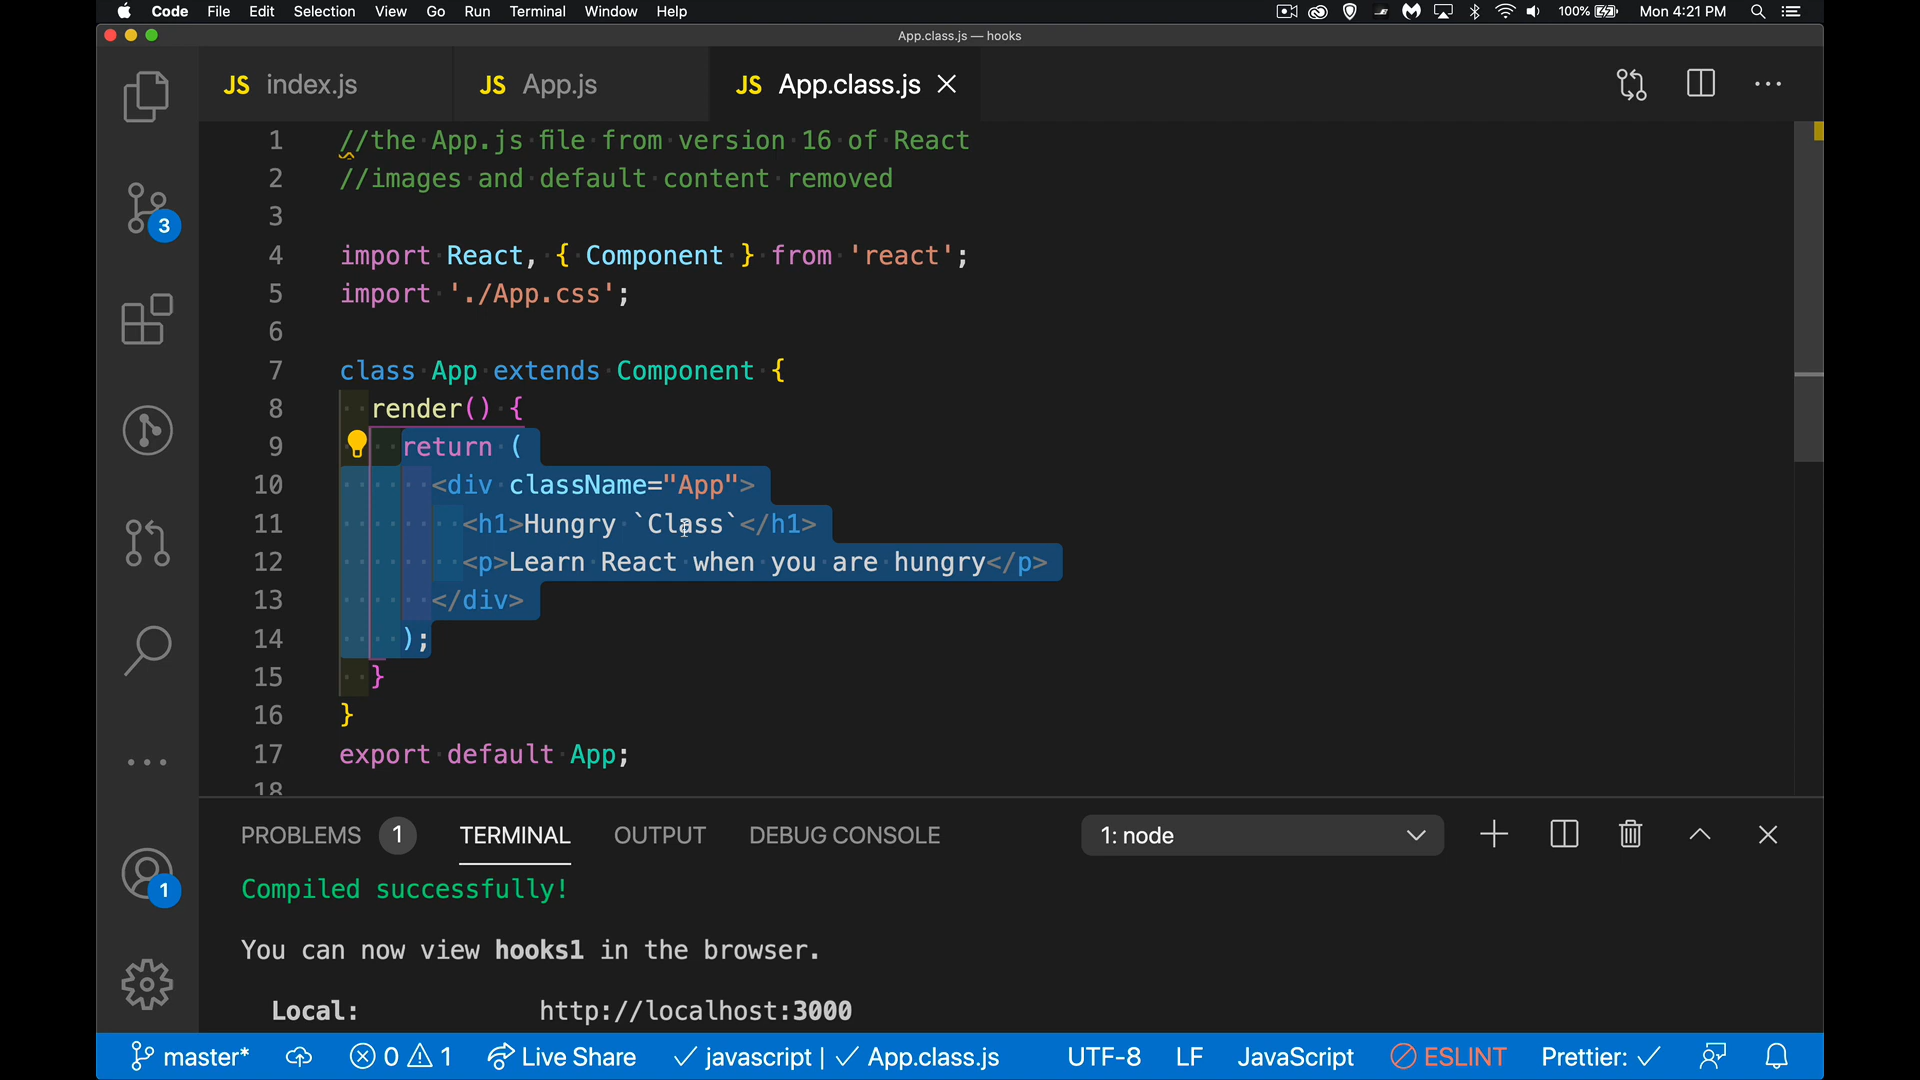 Code File Edit Selection View Go Run Terminal Window Help 100% Mon 4:21 PM
App.class.js — hooks
JS index.js JS App.js JS App.class.js
1 //the App.js file from version 16 of React
2 //images and default content removed
3
4 import React, { Component } from 'react';
5 import './App.css';
6
7 class App extends Component {
8 render() {
9 return (
10 <div className="App">
11 <h1>Hungry `Class`</h1>
12 <p>Learn React when you are hungry</p>
13 </div>
14 );
15 }
16 }
17 export default App;
18
3
1
PROBLEMS 1 TERMINAL OUTPUT DEBUG CONSOLE 1: node
Compiled successfully!
You can now view hooks1 in the browser.
Local: http://localhost:3000
master* 0 1 Live Share ✓ javascript | ✓ App.class.js UTF-8 LF JavaScript ESLINT Prettier: ✓